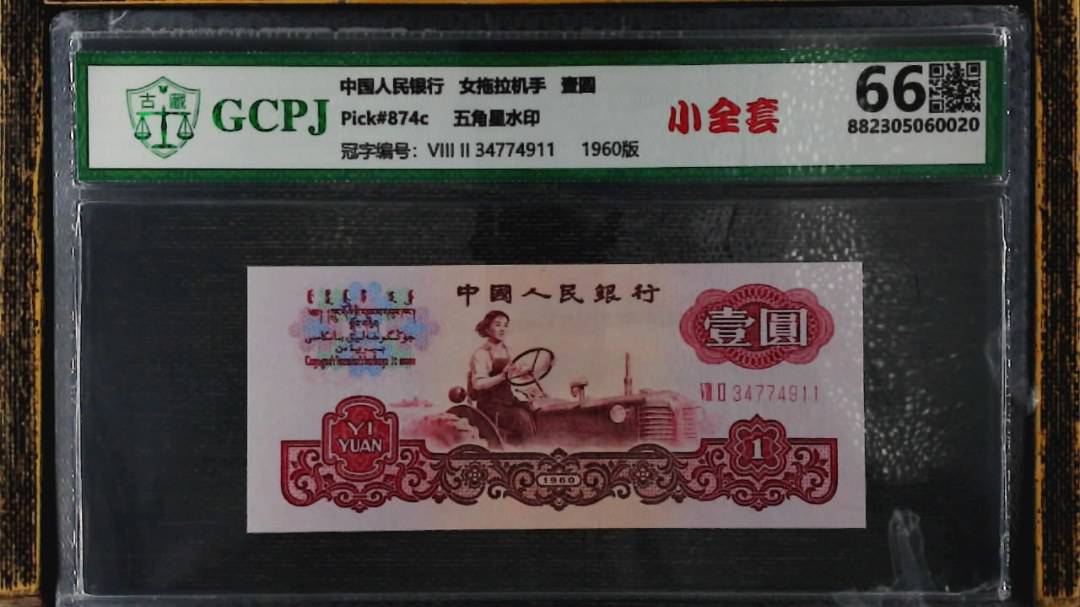 古藏
GCPJ
中国人民银行 女拖拉机手 壹圆
Pick#874c 五角星水印
冠字编号：VIII II 34774911 1960版
小全套
66
882305060020
中國人民銀行
壹圓
VIII II 34774911
YI
YUAN
1960
1